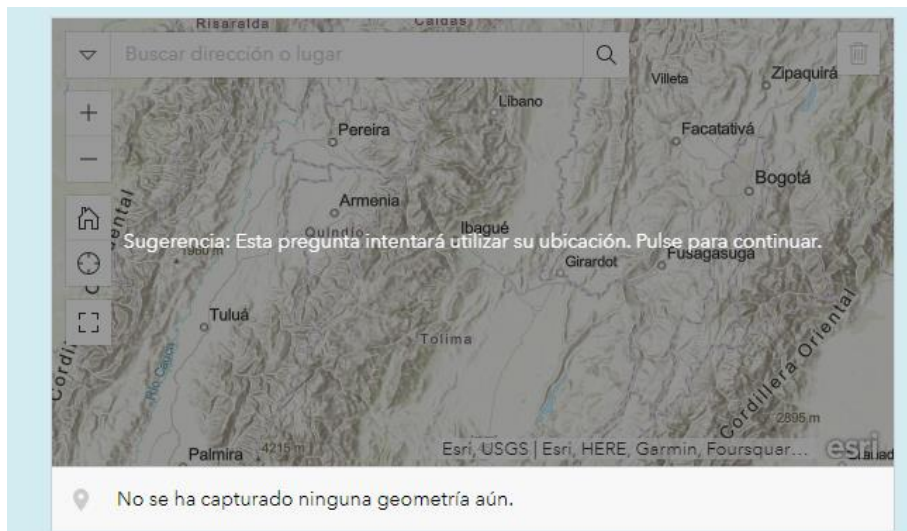 Risaralda
Caldas
Buscar dirección o lugar
Villeta
Zipaquirá
Líbano
Pereira
Facatativá
Bogotá
Armenia
Quindío
Ibagué
Sugerencia: Esta pregunta intentará utilizar su ubicación. Pulse para continuar.
1980 m
Girardot
Fusagasugá
Tuluá
Tolima
Río Cauca
Cordillera Oriental
2895 m
Palmira
4215 m
Esri, USGS | Esri, HERE, Garmin, Foursquar...
esri
No se ha capturado ninguna geometría aún.